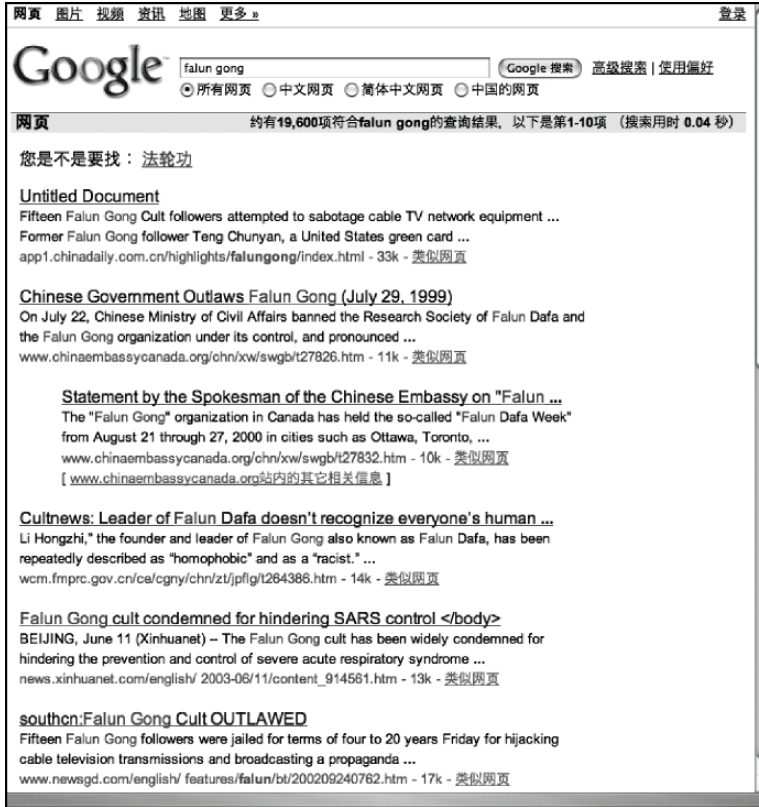 网页 图片 视频 资讯 地图 更多 » 登录
Google falun gong Google 搜索 高级搜索 | 使用偏好
所有网页 中文网页 简体中文网页 中国的网页
网页 约有19,600项符合falun gong的查询结果，以下是第1-10项 （搜索用时 0.04 秒）
您是不是要找： 法轮功
Untitled Document
Fifteen Falun Gong Cult followers attempted to sabotage cable TV network equipment ...
Former Falun Gong follower Teng Chunyan, a United States green card ...
app1.chinadaily.com.cn/highlights/falungong/index.html - 33k - 类似网页
Chinese Government Outlaws Falun Gong (July 29, 1999)
On July 22, Chinese Ministry of Civil Affairs banned the Research Society of Falun Dafa and
the Falun Gong organization under its control, and pronounced ...
www.chinaembassycanada.org/chn/xw/swgb/t27826.htm - 11k - 类似网页
Statement by the Spokesman of the Chinese Embassy on "Falun ...
The "Falun Gong" organization in Canada has held the so-called "Falun Dafa Week"
from August 21 through 27, 2000 in cities such as Ottawa, Toronto, ...
www.chinaembassycanada.org/chn/xw/swgb/t27832.htm - 10k - 类似网页
[ www.chinaembassycanada.org站内的其它相关信息 ]
Cultnews: Leader of Falun Dafa doesn't recognize everyone's human ...
Li Hongzhi," the founder and leader of Falun Gong also known as Falun Dafa, has been
repeatedly described as "homophobic" and as a "racist." ...
wcm.fmprc.gov.cn/ce/cgny/chn/zt/jpflg/t264386.htm - 14k - 类似网页
Falun Gong cult condemned for hindering SARS control </body>
BEIJING, June 11 (Xinhuanet) -- The Falun Gong cult has been widely condemned for
hindering the prevention and control of severe acute respiratory syndrome ...
news.xinhuanet.com/english/ 2003-06/11/content_914561.htm - 13k - 类似网页
southcn:Falun Gong Cult OUTLAWED
Fifteen Falun Gong followers were jailed for terms of four to 20 years Friday for hijacking
cable television transmissions and broadcasting a propaganda ...
www.newsgd.com/english/ features/falun/bt/200209240762.htm - 17k - 类似网页